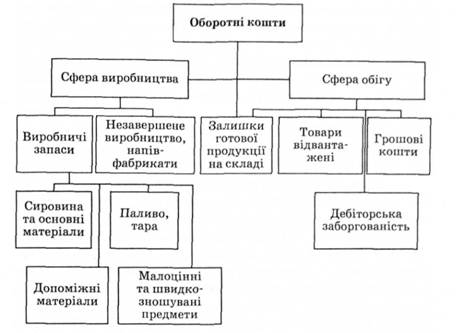 Оборотні кошти
Сфера виробництва
Сфера обігу
Виробничі
запаси
Незавершене
виробництво,
напів-
фабрикати
Залишки
готової
продукції
на складі
Товари
відванта-
жені
Грошові
кошти
Сировина
та основні
матеріали
Паливо,
тара
Дебіторська
заборгованість
Допоміжні
матеріали
Малоцінні
та швидко-
зношувані
предмети